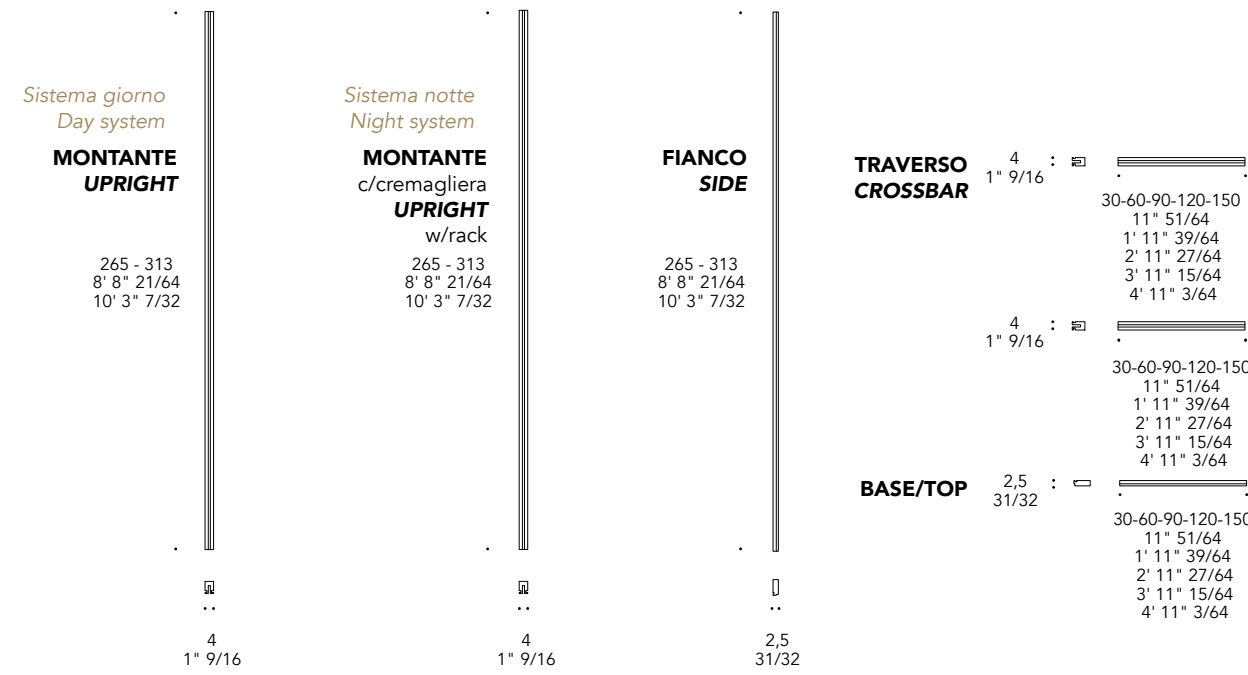 Sistema giorno
Day system
MONTANTE
UPRIGHT
265 - 313
8' 8" 21/64
10' 3" 7/32
4
1" 9/16
Sistema notte
Night system
MONTANTE
c/cremagliera
UPRIGHT
w/rack
265 - 313
8' 8" 21/64
10' 3" 7/32
4
1" 9/16
FIANCO
SIDE
265 - 313
8' 8" 21/64
10' 3" 7/32
2,5
31/32
TRAVERSO
CROSSBAR
4
1" 9/16
30-60-90-120-150
11" 51/64
1' 11" 39/64
2' 11" 27/64
3' 11" 15/64
4' 11" 3/64
4
1" 9/16
30-60-90-120-150
11" 51/64
1' 11" 39/64
2' 11" 27/64
3' 11" 15/64
4' 11" 3/64
BASE/TOP
2,5
31/32
30-60-90-120-150
11" 51/64
1' 11" 39/64
2' 11" 27/64
3' 11" 15/64
4' 11" 3/64